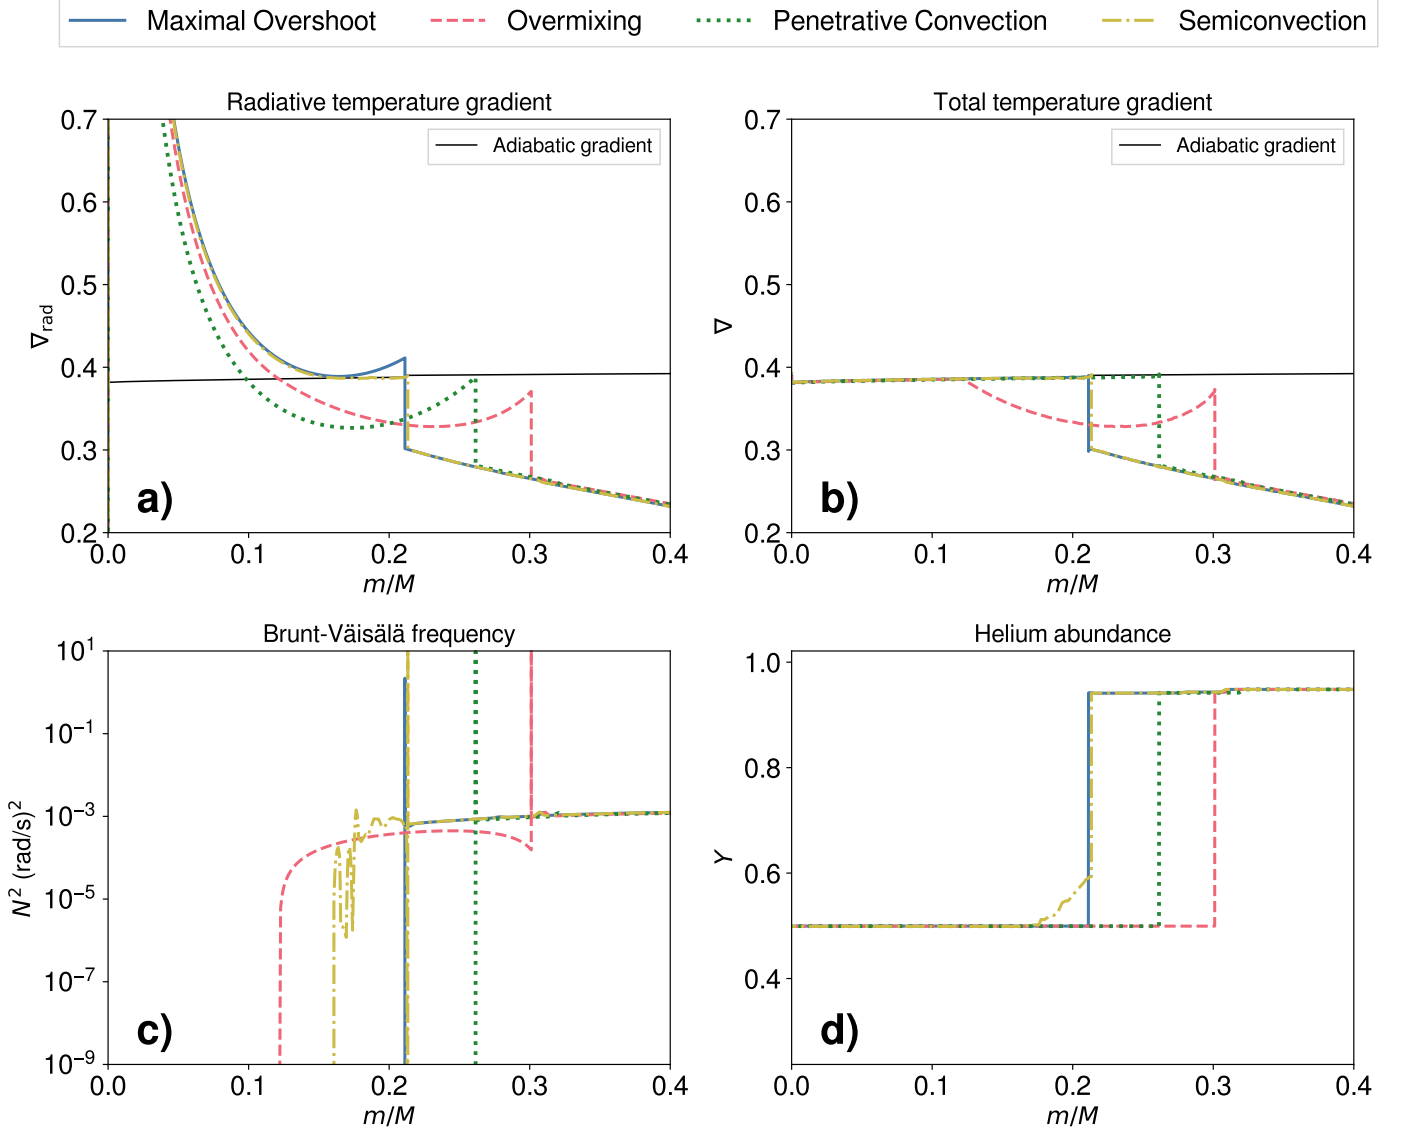 Maximal Overshoot Overmixing Penetrative Convection Semiconvection
Radiative temperature gradient
0.7
0.6
0.5
0.4
0.3
0.2
∇rad
Adiabatic gradient
a)
0.0 0.1 0.2 0.3 0.4
m/M
Total temperature gradient
0.7
0.6
0.5
0.4
0.3
0.2
∇
Adiabatic gradient
b)
0.0 0.1 0.2 0.3 0.4
m/M
Brunt-Väisälä frequency
10¹
10⁻¹
10⁻³
10⁻⁵
10⁻⁷
10⁻⁹
N² (rad/s)²
c)
0.0 0.1 0.2 0.3 0.4
m/M
Helium abundance
1.0
0.8
0.6
0.4
Y
d)
0.0 0.1 0.2 0.3 0.4
m/M